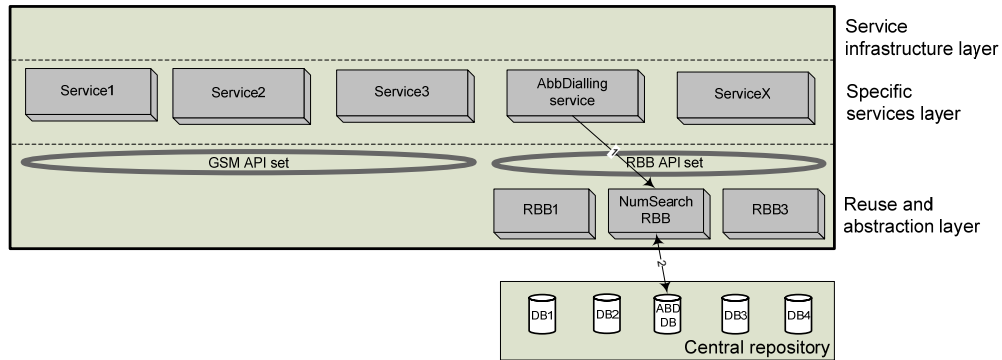 Service
infrastructure layer
Service1
Service2
Service3
AbbDialling
service
ServiceX
Specific
services layer
GSM API set
1
RBB API set
RBB1
NumSearch
RBB
RBB3
Reuse and
abstraction layer
2
DB1
DB2
ABD
DB
DB3
DB4
Central repository